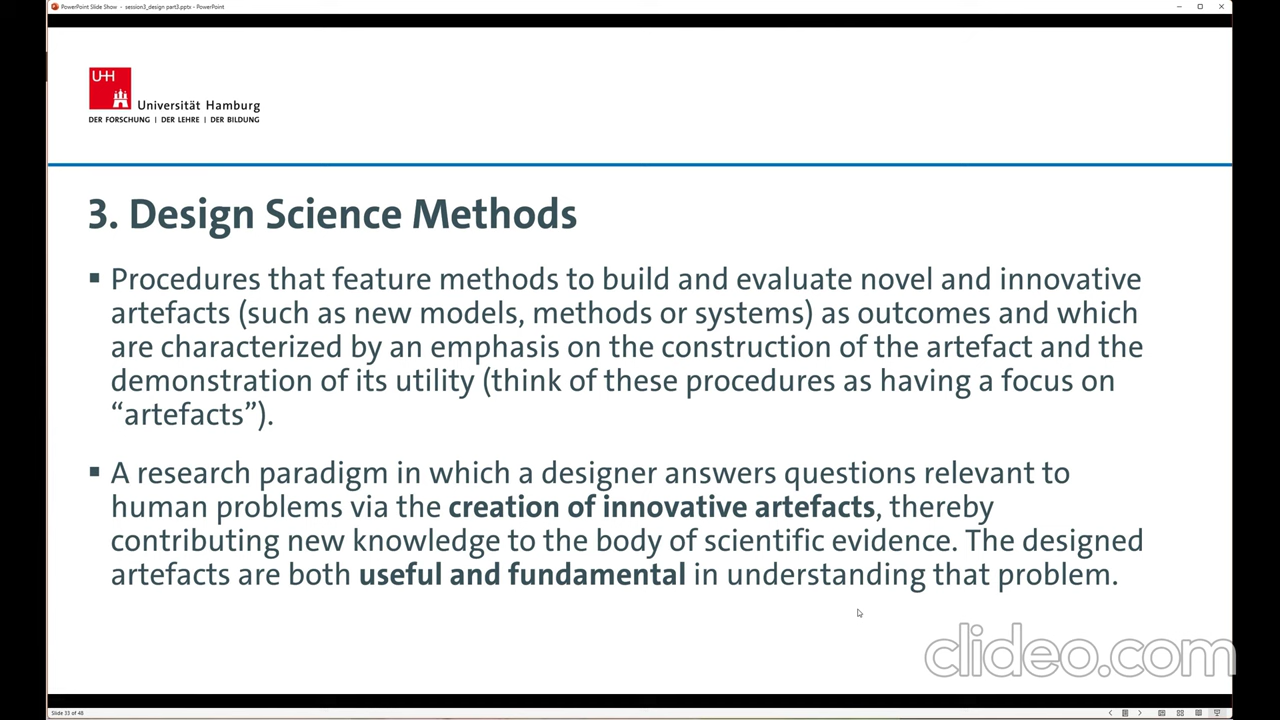 PowerPoint Slide Show - session3_design part3.pptx - PowerPoint
UHH
Universität Hamburg
DER FORSCHUNG | DER LEHRE | DER BILDUNG
3. Design Science Methods
▪ Procedures that feature methods to build and evaluate novel and innovative
artefacts (such as new models, methods or systems) as outcomes and which
are characterized by an emphasis on the construction of the artefact and the
demonstration of its utility (think of these procedures as having a focus on
“artefacts”).
▪ A research paradigm in which a designer answers questions relevant to
human problems via the creation of innovative artefacts, thereby
contributing new knowledge to the body of scientific evidence. The designed
artefacts are both useful and fundamental in understanding that problem.
clideo.com
Slide 33 of 48